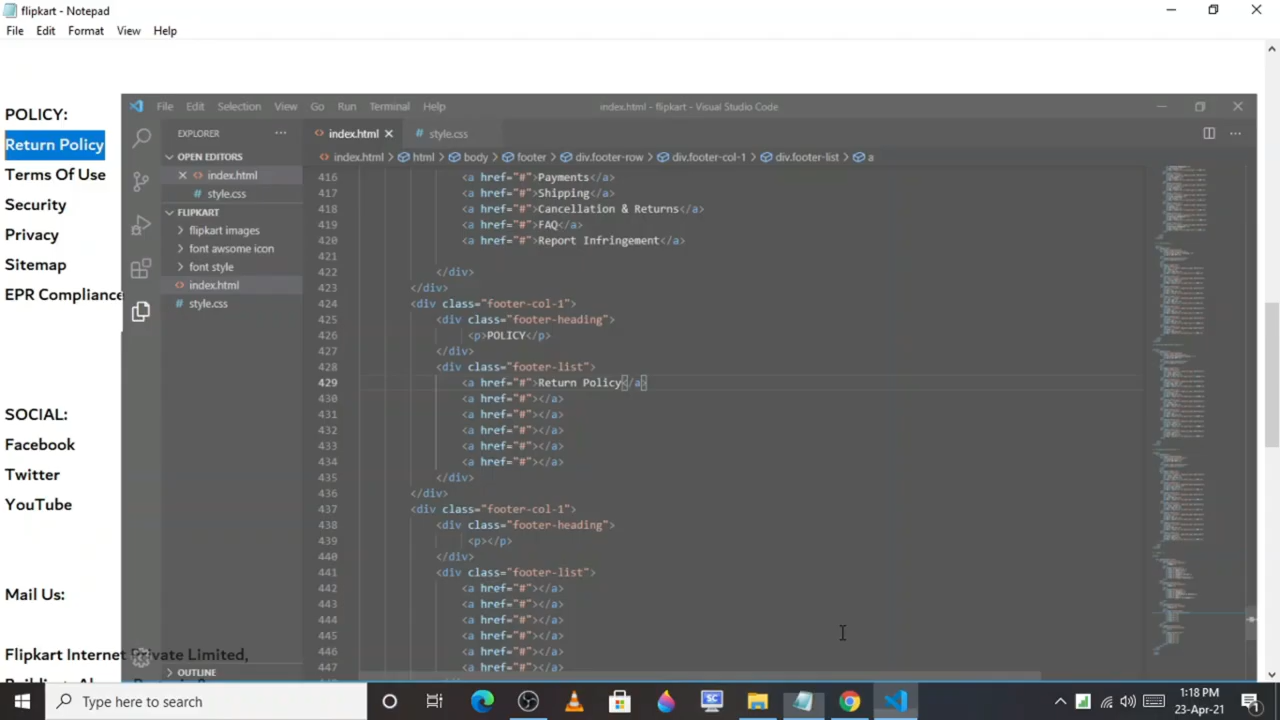 flipkart - Notepad
File Edit Format View Help
POLICY:
Return Policy
Terms Of Use
Security
Privacy
Sitemap
EPR Compliance
SOCIAL:
Facebook
Twitter
YouTube
Mail Us:
Flipkart Internet Private Limited,
File Edit Selection View Go Run Terminal Help
index.html - flipkart - Visual Studio Code
EXPLORER
OPEN EDITORS
index.html
style.css
FLIPKART
flipkart images
font awsome icon
font style
index.html
style.css
OUTLINE
index.html style.css
index.html > html > body > footer > div.footer-row > div.footer-col-1 > div.footer-list > a
416 <a href="#">Payments</a>
417 <a href="#">Shipping</a>
418 <a href="#">Cancellation & Returns</a>
419 <a href="#">FAQ</a>
420 <a href="#">Report Infringement</a>
421
422 </div>
423 </div>
424 <div class="footer-col-1">
425 <div class="footer-heading">
426 <p>POLICY</p>
427 </div>
428 <div class="footer-list">
429 <a href="#">Return Policy</a>
430 <a href="#"></a>
431 <a href="#"></a>
432 <a href="#"></a>
433 <a href="#"></a>
434 <a href="#"></a>
435 </div>
436 </div>
437 <div class="footer-col-1">
438 <div class="footer-heading">
439 <p></p>
440 </div>
441 <div class="footer-list">
442 <a href="#"></a>
443 <a href="#"></a>
444 <a href="#"></a>
445 <a href="#"></a>
446 <a href="#"></a>
447 <a href="#"></a>
Type here to search
SC
1:18 PM
23-Apr-21
1